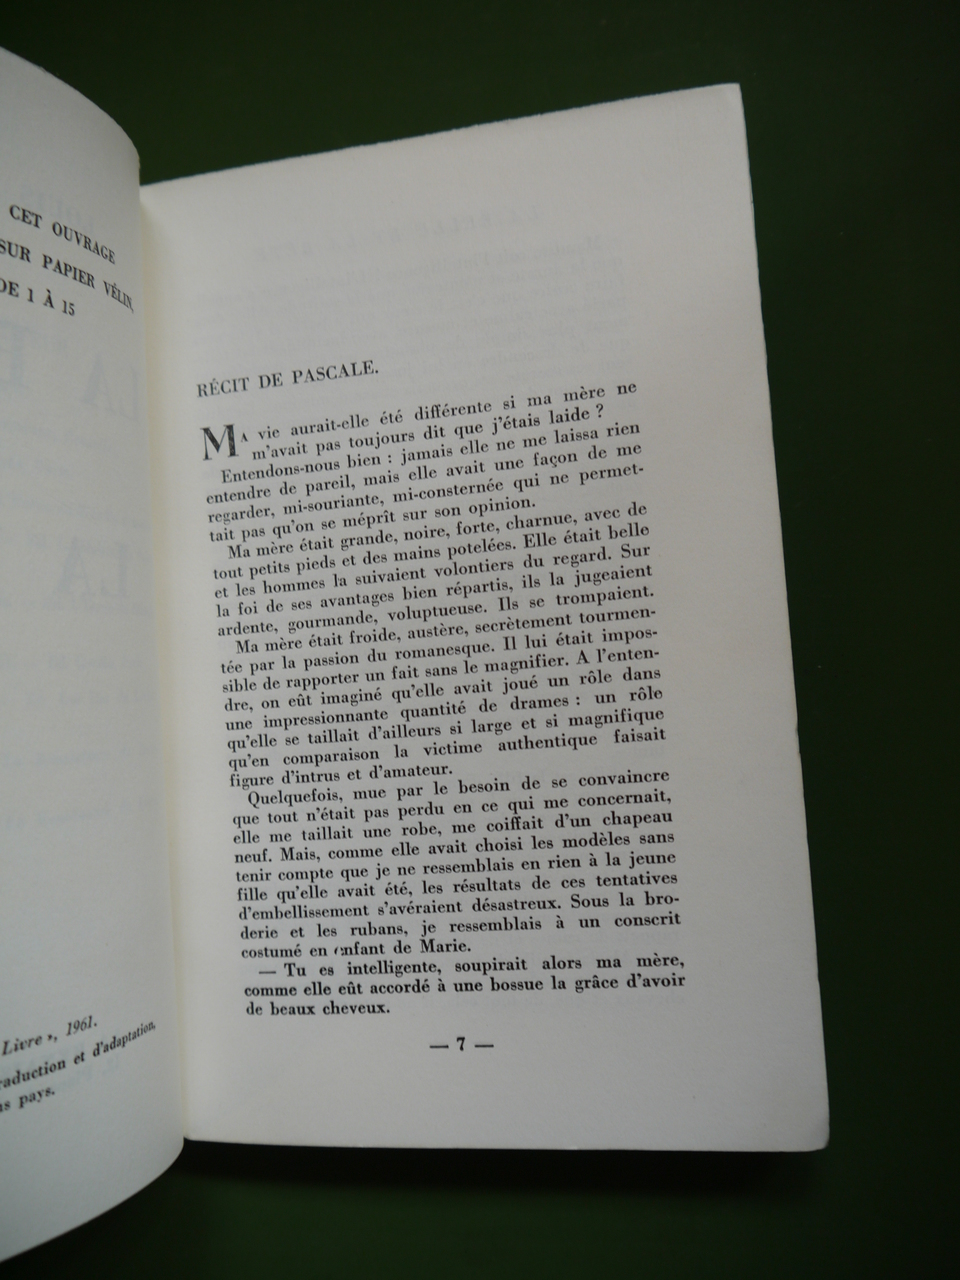 CET OUVRAGE
SUR PAPIER VÉLIN,
DE 1 À 15
Livre », 1961.
raduction et d'adaptation,
pays.
RÉCIT DE PASCALE.
MA vie aurait-elle été différente si ma mère ne
m'avait pas toujours dit que j'étais laide ?
Entendons-nous bien : jamais elle ne me laissa rien
entendre de pareil, mais elle avait une façon de me
regarder, mi-souriante, mi-consternée qui ne permet-
tait pas qu'on se méprît sur son opinion.
Ma mère était grande, noire, forte, charnue, avec de
tout petits pieds et des mains potelées. Elle était belle
et les hommes la suivaient volontiers du regard. Sur
la foi de ses avantages bien répartis, ils la jugeaient
ardente, gourmande, voluptueuse. Ils se trompaient.
Ma mère était froide, austère, secrètement tourmen-
tée par la passion du romanesque. Il lui était impos-
sible de rapporter un fait sans le magnifier. A l'enten-
dre, on eût imaginé qu'elle avait joué un rôle dans
une impressionnante quantité de drames : un rôle
qu'elle se taillait d'ailleurs si large et si magnifique
qu'en comparaison la victime authentique faisait
figure d'intrus et d'amateur.
Quelquefois, mue par le besoin de se convaincre
que tout n'était pas perdu en ce qui me concernait,
elle me taillait une robe, me coiffait d'un chapeau
neuf. Mais, comme elle avait choisi les modèles sans
tenir compte que je ne ressemblais en rien à la jeune
fille qu'elle avait été, les résultats de ces tentatives
d'embellissement s'avéraient désastreux. Sous la bro-
derie et les rubans, je ressemblais à un conscrit
costumé en enfant de Marie.
— Tu es intelligente, soupirait alors ma mère,
comme elle eût accordé à une bossue la grâce d'avoir
de beaux cheveux.
— 7 —